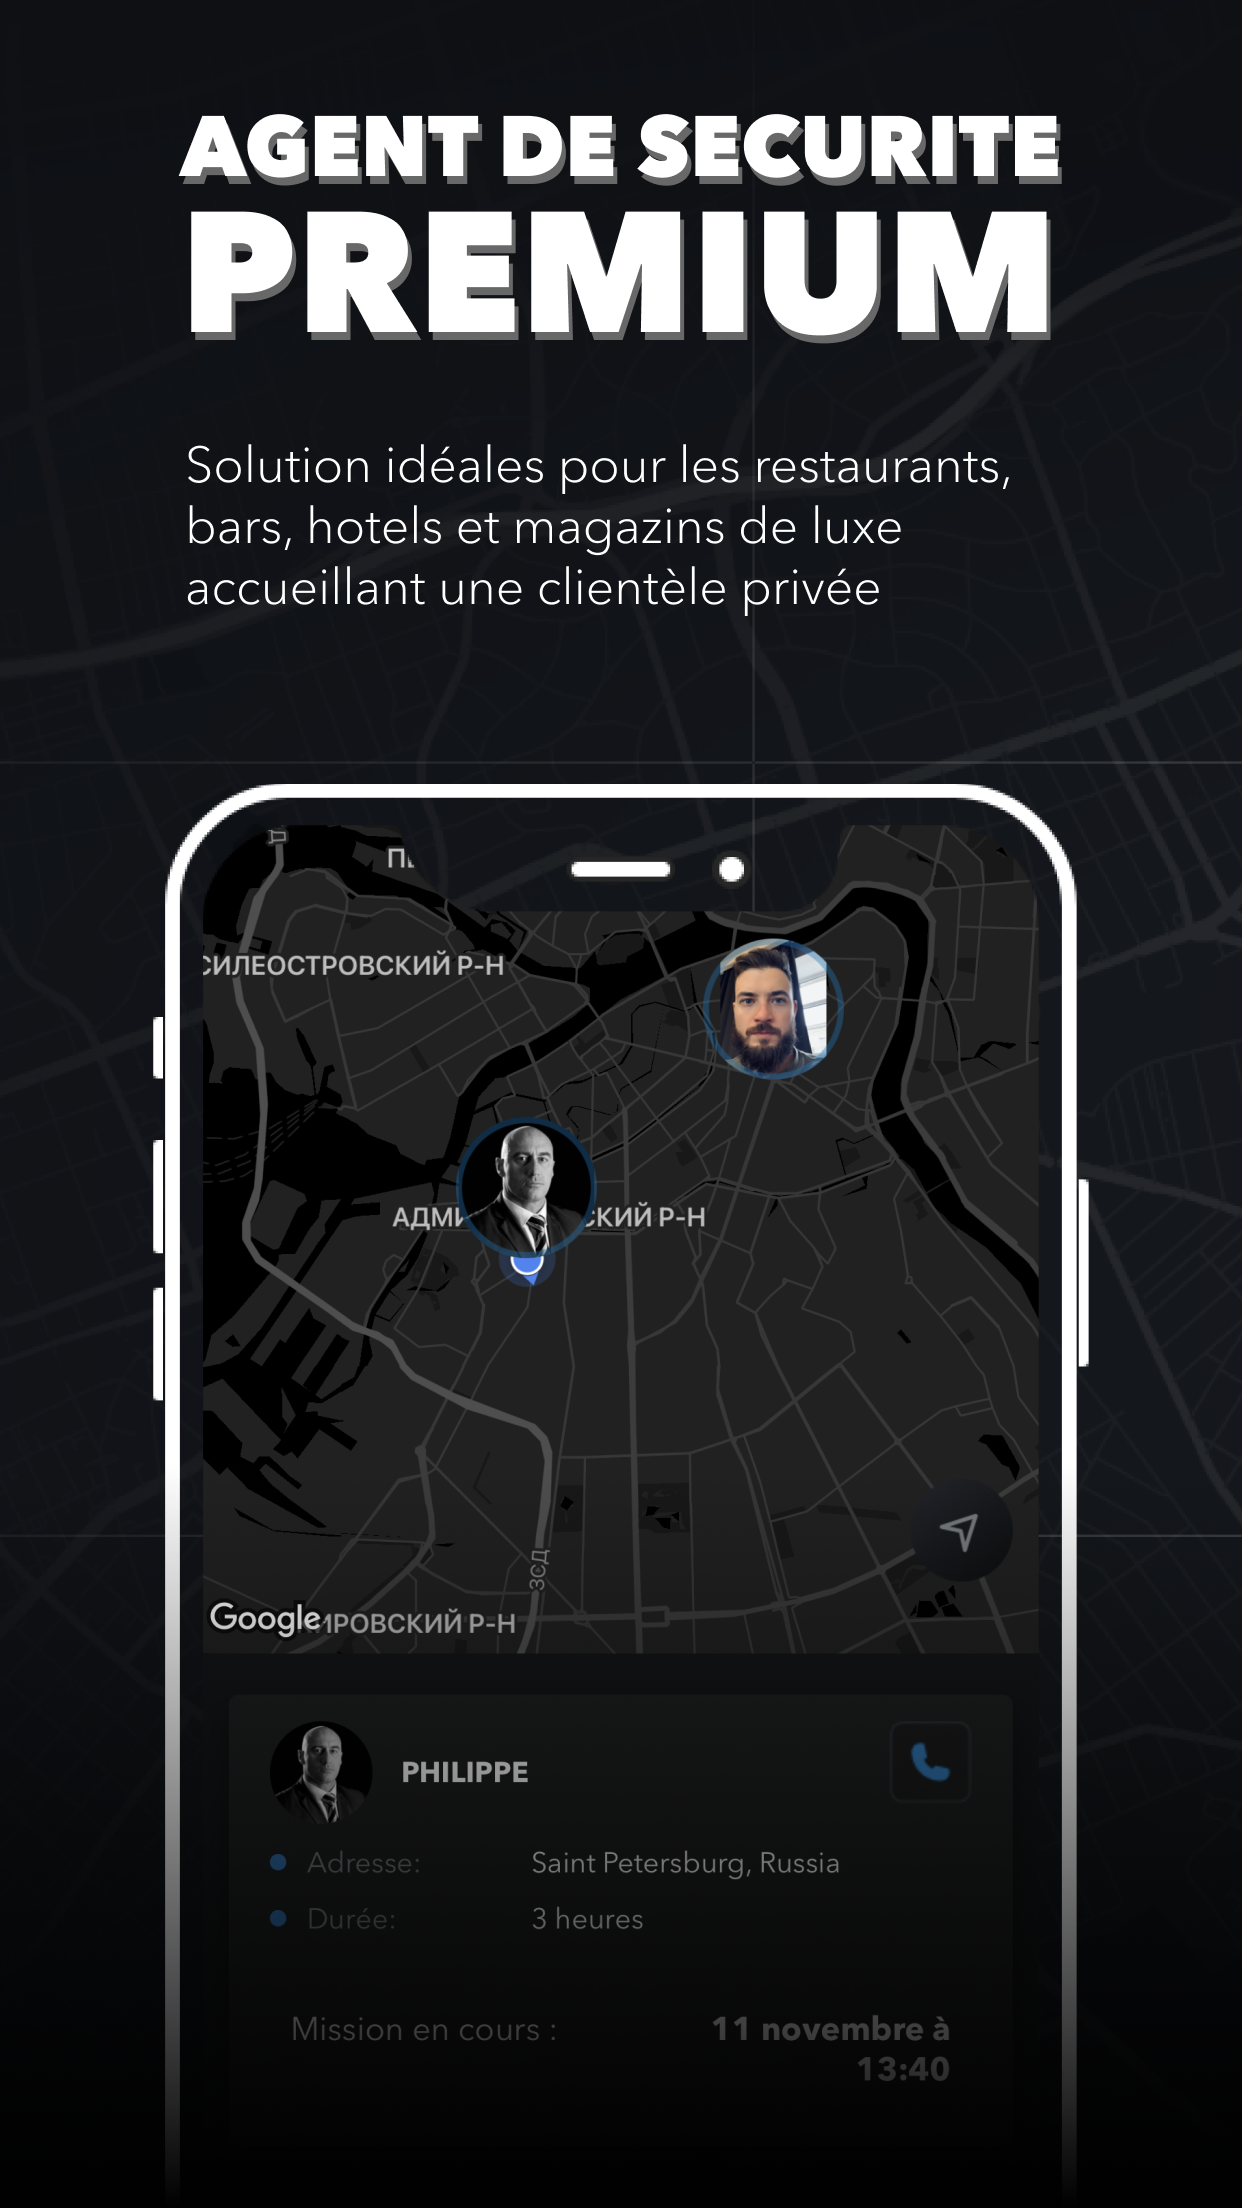 AGENT DE SECURITE
PREMIUM
Solution idéales pour les restaurants,
bars, hotels et magazins de luxe
accueillant une clientèle privée
СИЛЕОСТРОВСКИЙ Р-Н
АДМИ СКИЙ Р-Н
ЗСД
Google
ИРОВСКИЙ Р-Н
PHILIPPE
Adresse: Saint Petersburg, Russia
Durée: 3 heures
Mission en cours : 11 novembre à
13:40